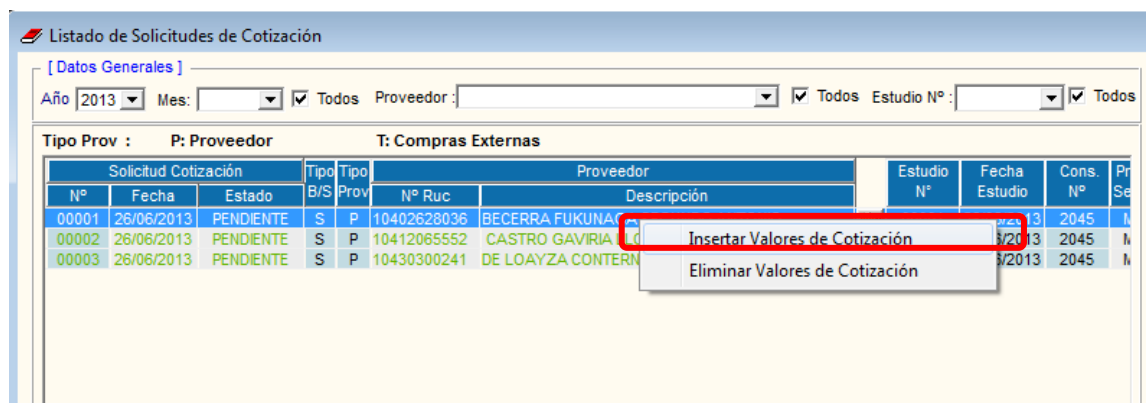 Listado de Solicitudes de Cotización
[ Datos Generales ]
Año 2013 Mes: Todos Proveedor : Todos Estudio Nº : Todos
Tipo Prov : P: Proveedor T: Compras Externas
Solicitud Cotización Tipo B/S Tipo Prov Proveedor Estudio N° Fecha Estudio Cons. Nº
Nº Fecha Estado Nº Ruc Descripción
00001 26/06/2013 PENDIENTE S P 10402628036 BECERRA FUKUNAGA 2045
00002 26/06/2013 PENDIENTE S P 10412065552 CASTRO GAVIRIA 2045
00003 26/06/2013 PENDIENTE S P 10430300241 DE LOAYZA 2045
Insertar Valores de Cotización
Eliminar Valores de Cotización